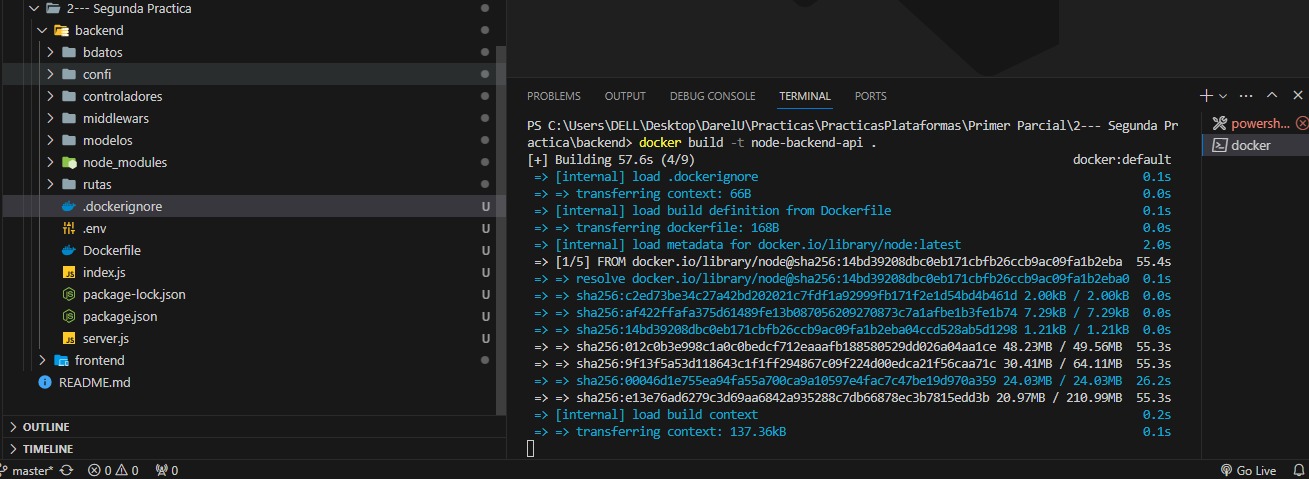 2--- Segunda Practica
backend
bdatos
confi
controladores
middlewars
modelos
node_modules
rutas
.dockerignore U
.env U
Dockerfile U
index.js U
package-lock.json U
package.json U
server.js U
frontend
README.md
OUTLINE
TIMELINE
PROBLEMS OUTPUT DEBUG CONSOLE TERMINAL PORTS
PS C:\Users\DELL\Desktop\DarelU\Practicas\PracticasPlataformas\Primer Parcial\2--- Segunda Pr
actica\backend> docker build -t node-backend-api .
[+] Building 57.6s (4/9) docker:default
=> [internal] load .dockerignore 0.1s
=> => transferring context: 66B 0.0s
=> [internal] load build definition from Dockerfile 0.1s
=> => transferring dockerfile: 168B 0.0s
=> [internal] load metadata for docker.io/library/node:latest 2.0s
=> [1/5] FROM docker.io/library/node@sha256:14bd39208dbc0eb171cbfb26ccb9ac09fa1b2eba 55.4s
=> => resolve docker.io/library/node@sha256:14bd39208dbc0eb171cbfb26ccb9ac09fa1b2eba0 0.1s
=> => sha256:c2ed73be34c27a42bd202021c7fdf1a92999fb171f2e1d54bd4b461d 2.00kB / 2.00kB 0.0s
=> => sha256:af422ffafa375d61489fe13b087056209270873c7a1afbe1b3fe1b74 7.29kB / 7.29kB 0.0s
=> => sha256:14bd39208dbc0eb171cbfb26ccb9ac09fa1b2eba04ccd528ab5d1298 1.21kB / 1.21kB 0.0s
=> => sha256:012c0b3e998c1a0c0bedcf712eaaafb188580529dd026a04aa1ce 48.23MB / 49.56MB 55.3s
=> => sha256:9f13f5a53d118643c1f1ff294867c09f224d00edca21f56caa71c 30.41MB / 64.11MB 55.3s
=> => sha256:00046d1e755ea94fa55a700ca9a10597e4fac7c47be19d970a359 24.03MB / 24.03MB 26.2s
=> => sha256:e13e76ad6279c3d69aa6842a935288c7db66878ec3b7815edd3b 20.97MB / 210.99MB 55.3s
=> [internal] load build context 0.2s
=> => transferring context: 137.36kB 0.1s
powersh...
docker
master* 0 0 0 Go Live